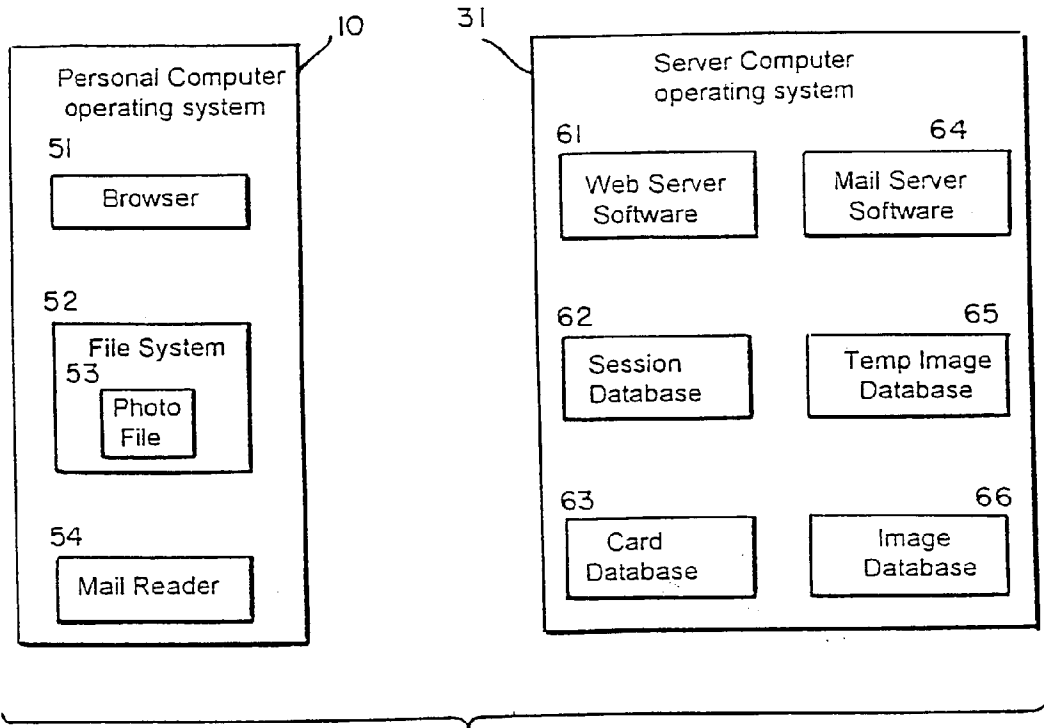 10
Personal Computer
operating system
51
Browser
52
File System
53
Photo
File
54
Mail Reader
31
Server Computer
operating system
61
Web Server
Software
64
Mail Server
Software
62
Session
Database
65
Temp Image
Database
63
Card
Database
66
Image
Database